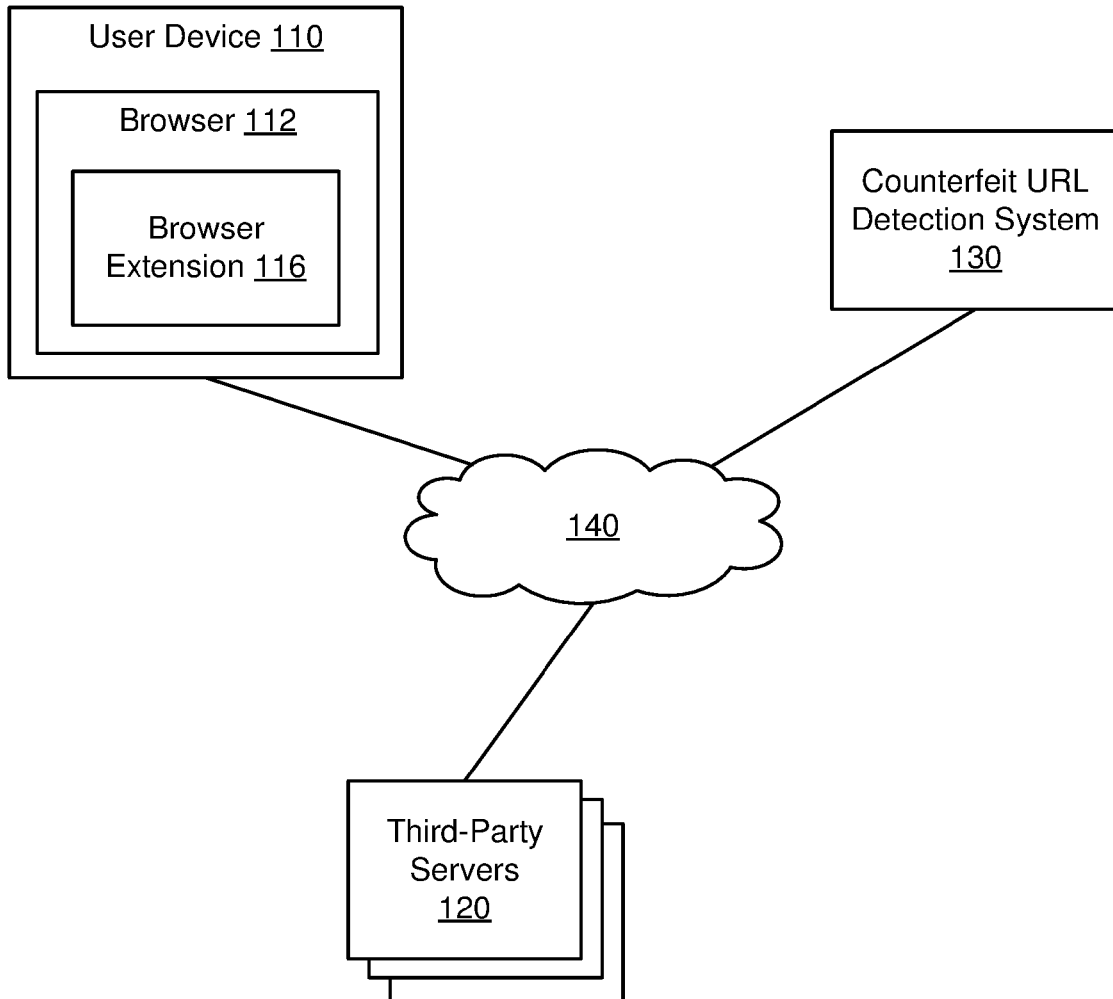 User Device 110
Browser 112
Browser
Extension 116
Counterfeit URL
Detection System
130
140
Third-Party
Servers
120